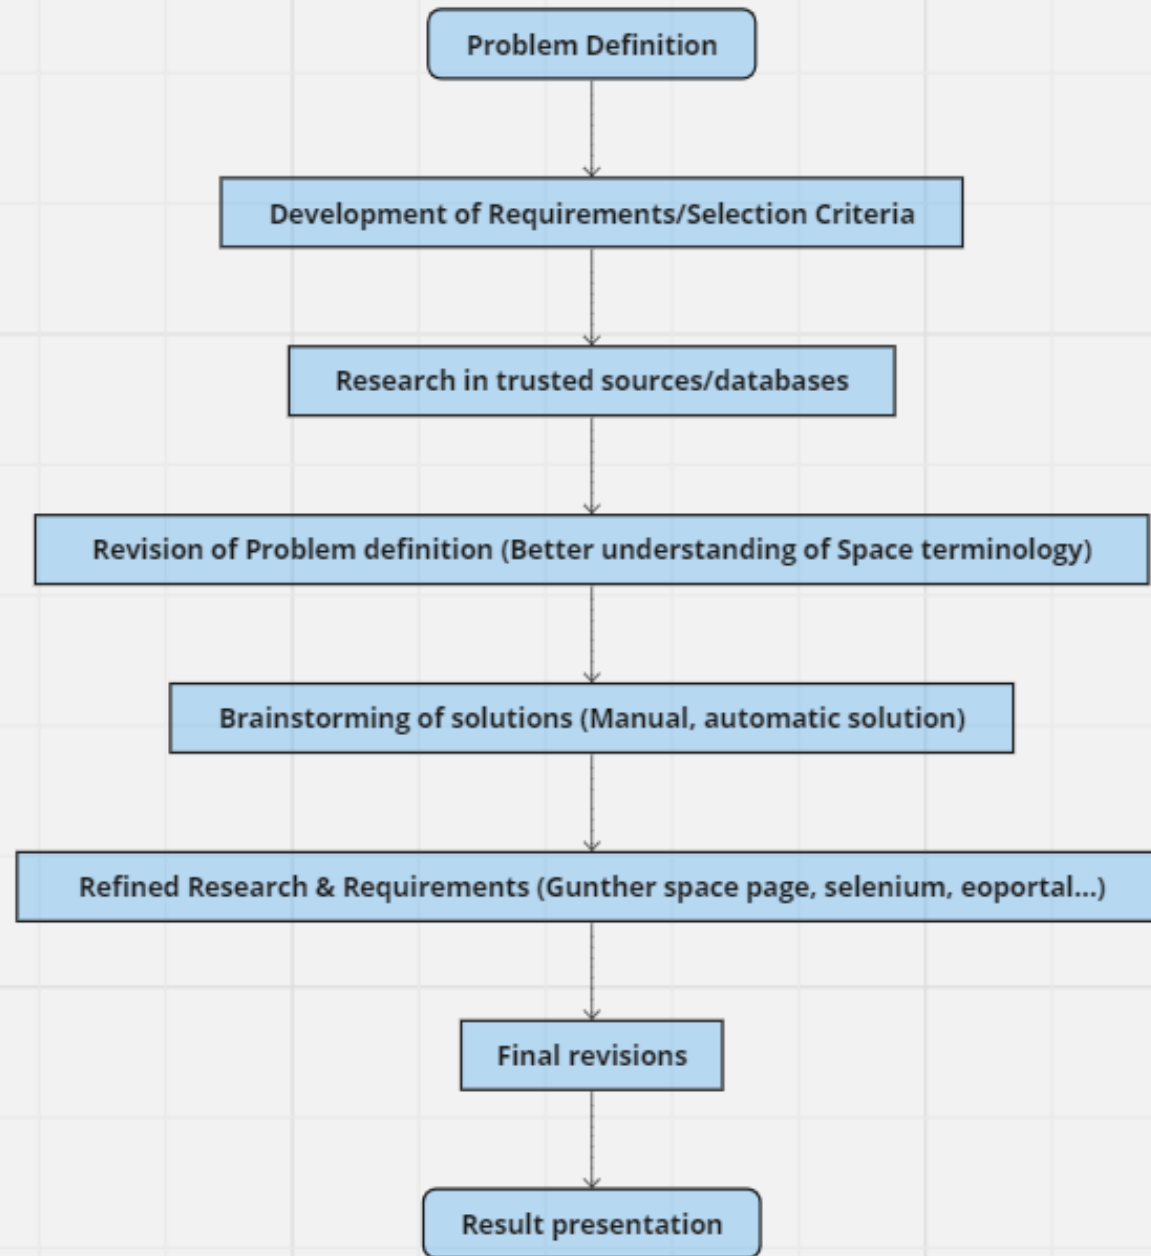 Problem Definition
Development of Requirements/Selection Criteria
Research in trusted sources/databases
Revision of Problem definition (Better understanding of Space terminology)
Brainstorming of solutions (Manual, automatic solution)
Refined Research & Requirements (Gunther space page, selenium, eoportal...)
Final revisions
Result presentation